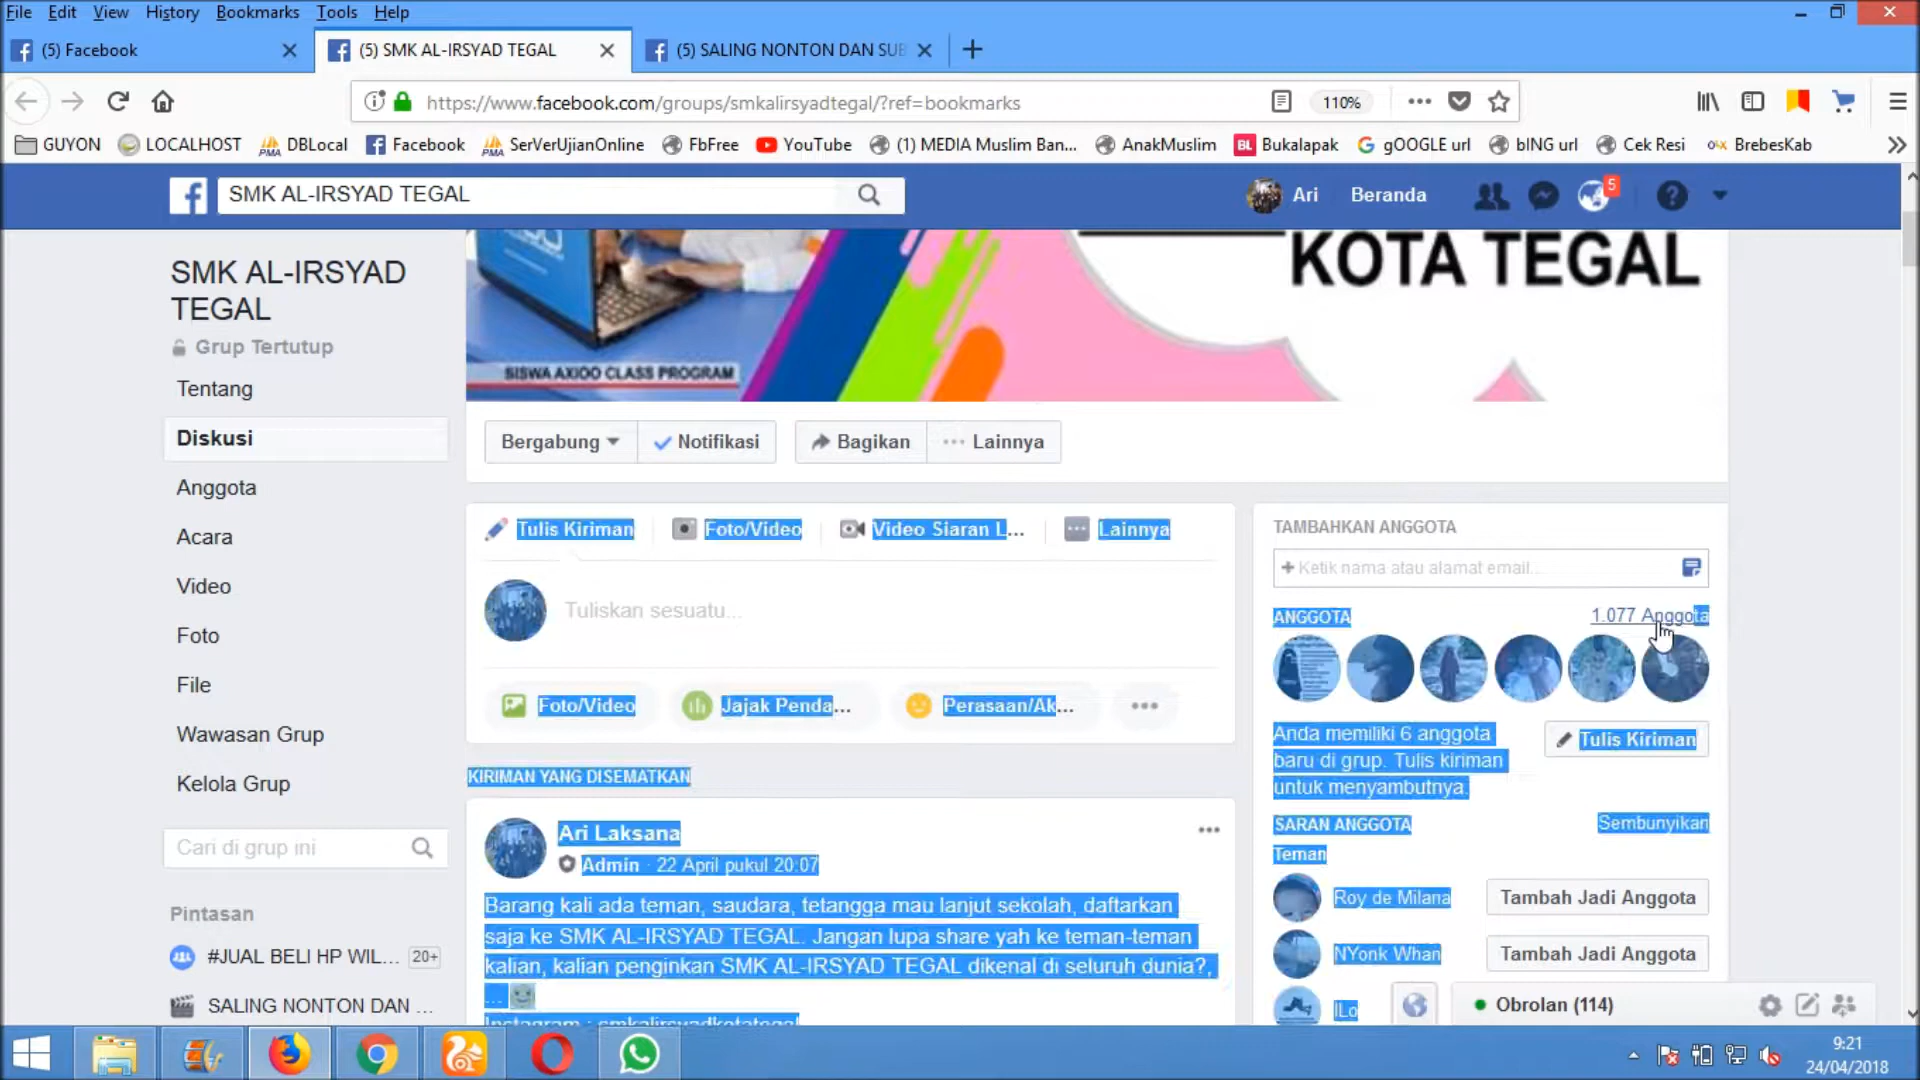 File Edit View History Bookmarks Tools Help
(5) Facebook
(5) SMK AL-IRSYAD TEGAL
(5) SALING NONTON DAN SUB
https://www.facebook.com/groups/smkalirsyadtegal/?ref=bookmarks
110%
GUYON LOCALHOST DBLocal Facebook SerVerUjianOnline FbFree YouTube (1) MEDIA Muslim Ban... AnakMuslim Bukalapak gOOGLE url bING url Cek Resi BrebesKab
SMK AL-IRSYAD TEGAL
Ari Beranda 5
SMK AL-IRSYAD
TEGAL
Grup Tertutup
Tentang
Diskusi
Anggota
Acara
Video
Foto
File
Wawasan Grup
Kelola Grup
Cari di grup ini
Pintasan
#JUAL BELI HP WIL... 20+
SALING NONTON DAN ...
KOTA TEGAL
SISWA AXIOO CLASS PROGRAM
Bergabung Notifikasi Bagikan Lainnya
Tulis Kiriman Foto/Video Video Siaran L... Lainnya
Tuliskan sesuatu...
Foto/Video Jajak Penda... Perasaan/Ak...
KIRIMAN YANG DISEMATKAN
Ari Laksana
Admin · 22 April pukul 20:07
Barang kali ada teman, saudara, tetangga mau lanjut sekolah, daftarkan
saja ke SMK AL-IRSYAD TEGAL. Jangan lupa share yah ke teman-teman
kalian, kalian penginkan SMK AL-IRSYAD TEGAL dikenal di seluruh dunia?,
...
Instagram : smkalirsyadkotategal
TAMBAHKAN ANGGOTA
+ Ketik nama atau alamat email...
ANGGOTA 1.077 Anggota
Anda memiliki 6 anggota
baru di grup. Tulis kiriman
untuk menyambutnya.
Tulis Kiriman
SARAN ANGGOTA Sembunyikan
Teman
Roy de Milana Tambah Jadi Anggota
NYonk Whan Tambah Jadi Anggota
ILo
Obrolan (114)
9:21
24/04/2018